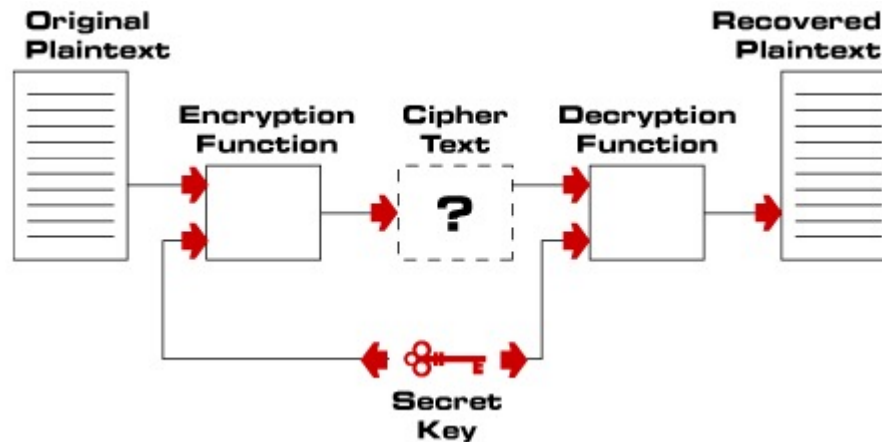 Original
Plaintext
Recovered
Plaintext
Encryption
Function
Cipher
Text
Decryption
Function
?
Secret
Key